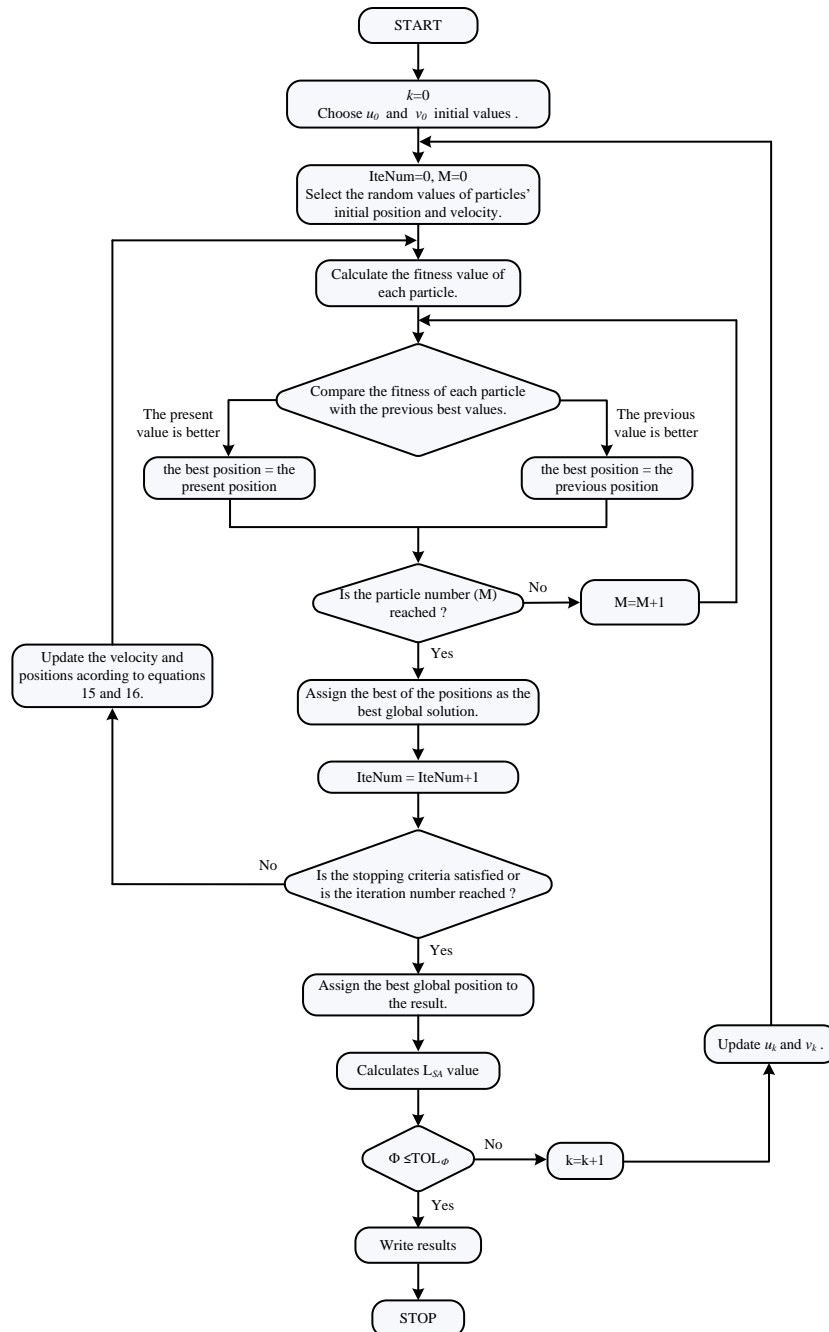 START
k=0
Choose u₀ and v₀ initial values .
IteNum=0, M=0
Select the random values of particles'
initial position and velocity.
Calculate the fitness value of
each particle.
Compare the fitness of each particle
with the previous best values.
The present
value is better
The previous
value is better
the best position = the
present position
the best position = the
previous position
Is the particle number (M)
reached ?
No
M=M+1
Yes
Update the velocity and
positions acording to equations
15 and 16.
Assign the best of the positions as the
best global solution.
IteNum = IteNum+1
No
Is the stopping criteria satisfied or
is the iteration number reached ?
Yes
Assign the best global position to
the result.
Update uₖ and vₖ .
Calculates L_SA value
Φ ≤TOL_Φ
No
k=k+1
Yes
Write results
STOP